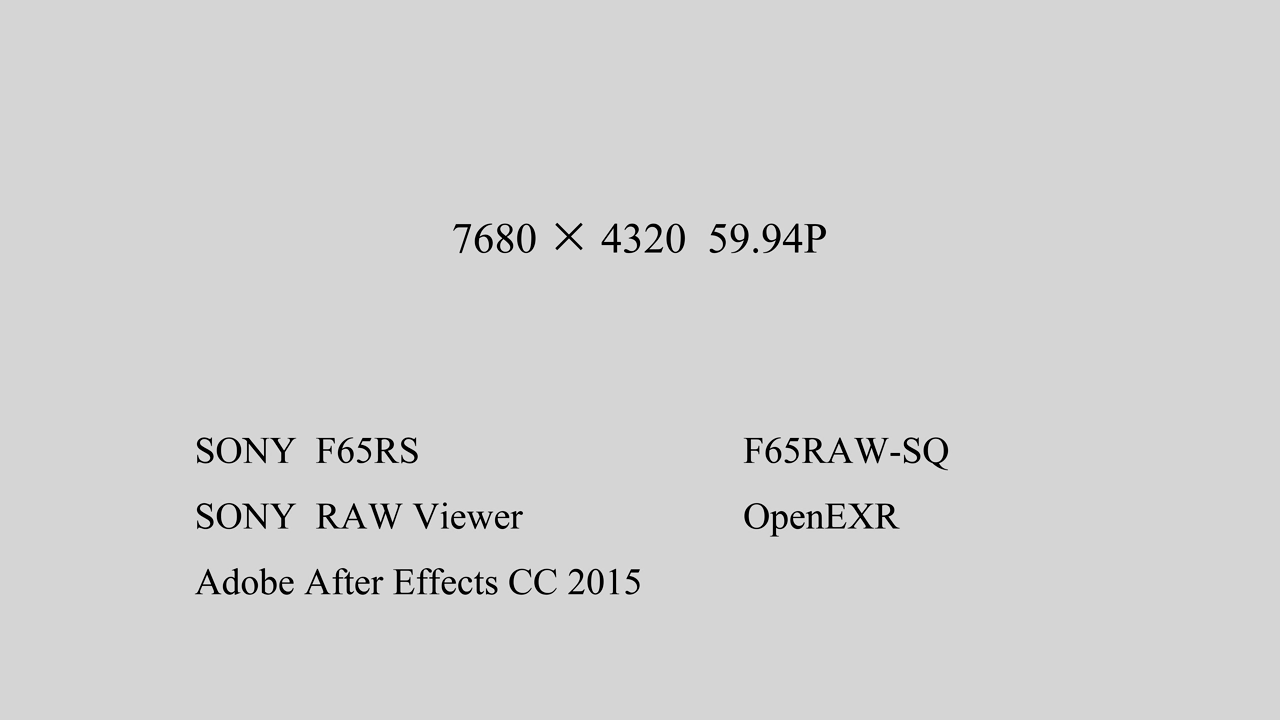 7680 × 4320 59.94P
SONY F65RS F65RAW-SQ
SONY RAW Viewer OpenEXR
Adobe After Effects CC 2015